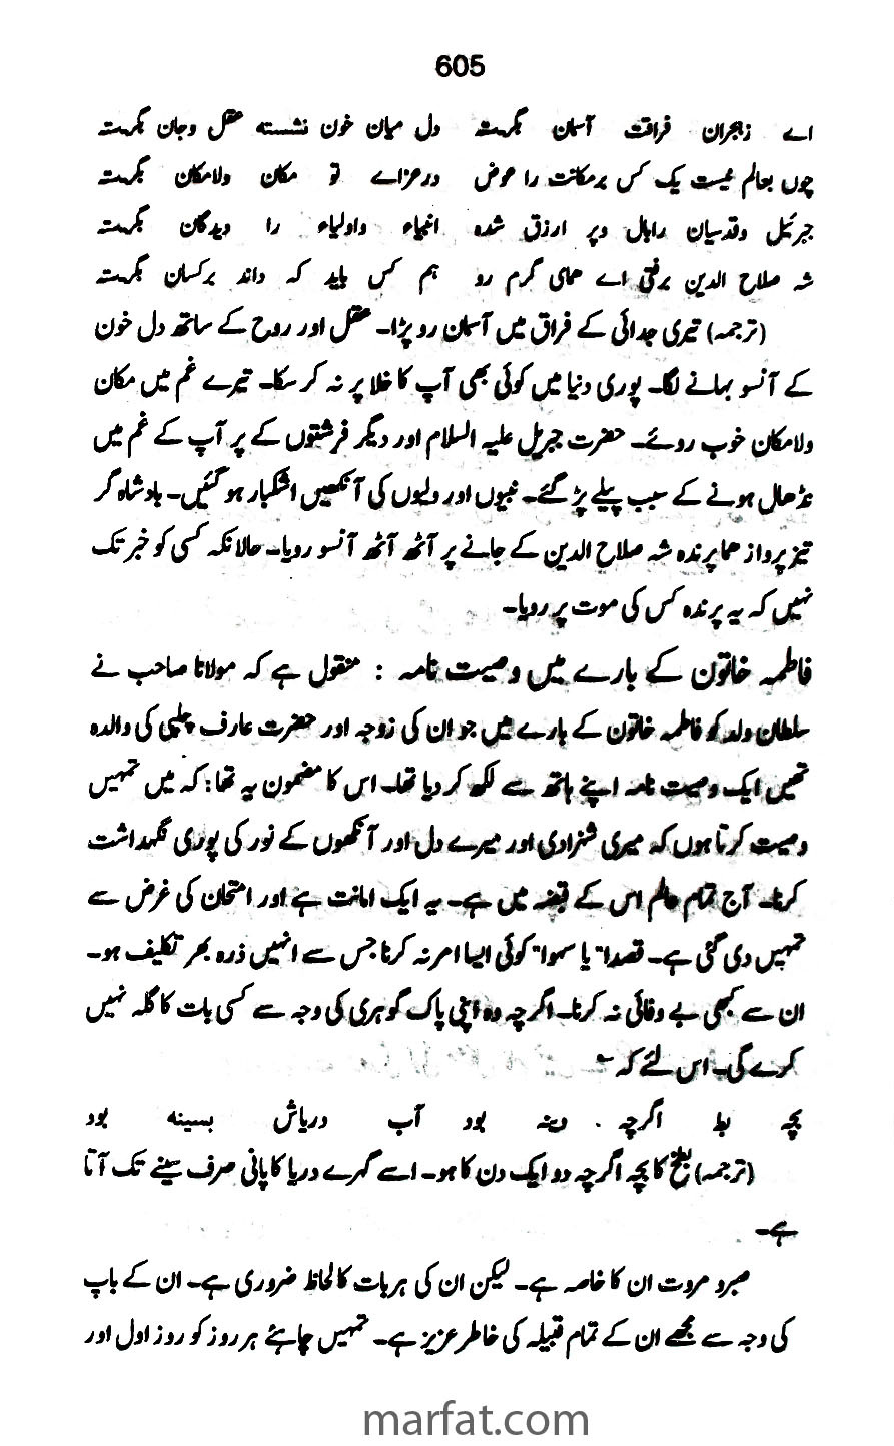 605
اے زہجران فراقت آسمان بگریستہ دل میان خون نشستہ عقل وجان بگریستہ
چوں بعالم نیست یک کس برمکانت را عوض درعزاے تو مکان ولامکان بگریستہ
جبرئیل وقدسیان رابال وپر ازرق شدہ انبیاء واولیاء را دیدگان بگریستہ
شہ صلاح الدین برفتی اے ہمای گرم رو ہم کس باید کہ داند برکسان بگریستہ
(ترجمہ) تیری جدائی کے فراق میں آسمان رو پڑا۔ عقل اور روح کے ساتھ دل خون
کے آنسو بہانے لگا۔ پوری دنیا میں کوئی بھی آپ کا خلا پر نہ کر سکا۔ تیرے غم میں مکان
ولامکان خوب روئے۔ حضرت جبریل علیہ السلام اور دیگر فرشتوں کے پر آپ کے غم میں
نڈھال ہونے کے سبب پیلے پڑ گئے۔ نبیوں اور ولیوں کی آنکھیں اشکبار ہو گئیں۔ بادشاہ گر
تیز پرواز ھما پرندہ شہ صلاح الدین کے جانے پر آٹھ آٹھ آنسو رویا۔ حالانکہ کسی کو خبر تک
نہیں کہ یہ پرندہ کس کی موت پر رویا۔
فاطمہ خاتون کے بارے میں وصیت نامہ : منقول ہے کہ مولانا صاحب نے
سلطان ولد کو فاطمہ خاتون کے بارے میں جو ان کی زوجہ اور حضرت عارف چلپی کی والدہ
تھیں ایک وصیت نامہ اپنے ہاتھ سے لکھ کر دیا تھا۔ اس کا مضمون یہ تھا: کہ میں تمہیں
وصیت کرتا ہوں کہ میری شنزادی اور میرے دل اور آنکھوں کے نور کی پوری نگہداشت
کرنا۔ آج تمام عالم اس کے قبضہ میں ہے۔ یہ ایک امانت ہے اور امتحان کی غرض سے
تمہیں دی گئی ہے۔ قصدا" یا سہوا" کوئی ایسا امر نہ کرنا جس سے انہیں ذرہ بھر تکلیف ہو۔
ان سے کبھی بے وفائی نہ کرنا۔ اگرچہ وہ اپنی پاک گوہری کی وجہ سے کسی بات کا گلہ نہیں
کرے گی۔ اس لئے کہ ؎
بچہ بط اگرچہ دینہ بود آب دریاش بسینہ بود
(ترجمہ) بطخ کا بچہ اگرچہ دو ایک دن کا ہو۔ اسے گہرے دریا کا پانی صرف سینے تک آتا
ہے۔
صبر و مروت ان کا خاصہ ہے۔ لیکن ان کی ہر بات کا لحاظ ضروری ہے۔ ان کے باپ
کی وجہ سے مجھے ان کے تمام قبیلہ کی خاطر عزیز ہے۔ تمہیں چاہئے ہر روز کو روز اول اور
marfat.com